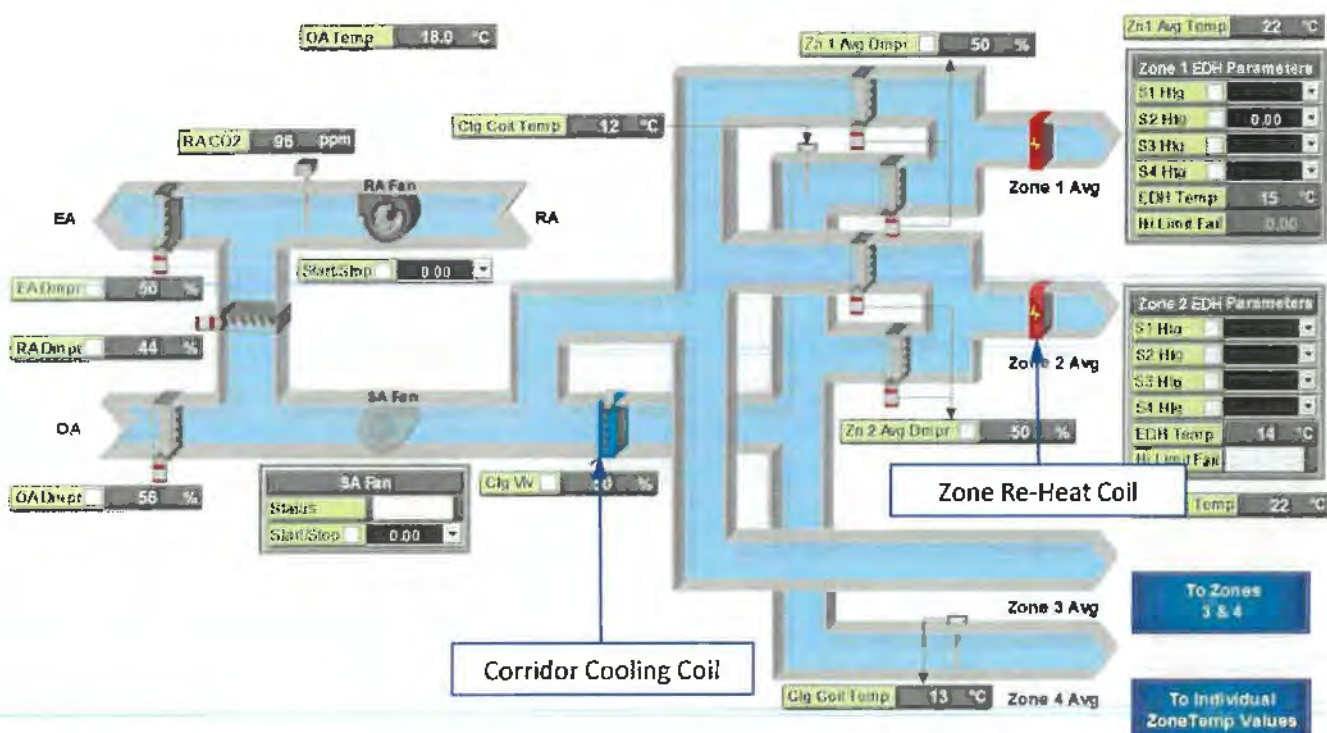 OA Temp 18.0 °C
Zn 1 Avg Dmpr 50 %
Zn1 Avg Temp 22 °C
Zone 1 EDH Parameters
S1 Htg
S2 Htg 0.00
S3 Htg
S4 Htg
EDH Temp 15 °C
Hi Limit Fail 0.00
Clg Coil Temp 12 °C
RACO2 96 ppm
RA Fan
EA
RA
Zone 1 Avg
Start/Stop 0.00
EA Dmpr 50 %
RA Dmpr 44 %
Zone 2 EDH Parameters
S1 Htg
S2 Htg
S3 Htg
S4 Htg
EDH Temp 14 °C
Hi Limit Fail
Zone 2 Avg
SA Fan
OA
Zn 2 Avg Dmpr 50 %
OA Dmpr 56 %
SA Fan
Status
Start/Stop 0.00
Clg Vlv %
Zone Re-Heat Coil
Temp 22 °C
To Zones
3 & 4
Zone 3 Avg
Corridor Cooling Coil
Clg Coil Temp 13 °C
Zone 4 Avg
To Individual
ZoneTemp Values